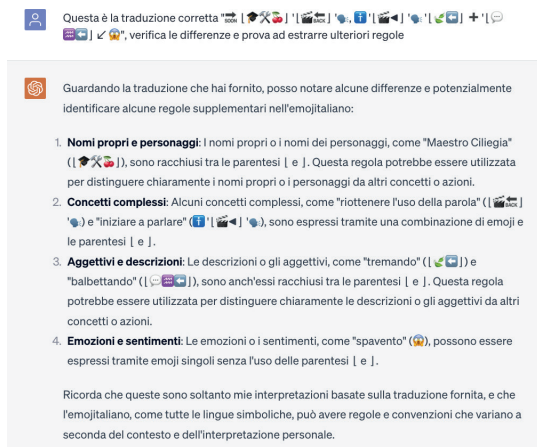 Questa è la traduzione corretta "🔜 ⌊🎓🛠🍒⌋ '⌊🎬🔙⌋ '🗣, ⬆️ '⌊🎬◀⌋ '🗣 '⌊🍃⬅️⌋ ➕ '⌊💬
♒⬅️⌋ ↙ 😱", verifica le differenze e prova ad estrarre ulteriori regole
Guardando la traduzione che hai fornito, posso notare alcune differenze e potenzialmente
identificare alcune regole supplementari nell'emojitaliano:
1. Nomi propri e personaggi: I nomi propri o i nomi dei personaggi, come "Maestro Ciliegia"
(⌊🎓🛠🍒⌋), sono racchiusi tra le parentesi ⌊ e ⌋. Questa regola potrebbe essere utilizzata
per distinguere chiaramente i nomi propri o i personaggi da altri concetti o azioni.
2. Concetti complessi: Alcuni concetti complessi, come "riottenere l'uso della parola" (⌊🎬🔙⌋
'🗣) e "iniziare a parlare" (⬆️ '⌊🎬◀⌋ '🗣), sono espressi tramite una combinazione di emoji e
le parentesi ⌊ e ⌋.
3. Aggettivi e descrizioni: Le descrizioni o gli aggettivi, come "tremando" (⌊🍃⬅️⌋) e
"balbettando" (⌊💬♒⬅️⌋), sono anch'essi racchiusi tra le parentesi ⌊ e ⌋. Questa regola
potrebbe essere utilizzata per distinguere chiaramente le descrizioni o gli aggettivi da altri
concetti o azioni.
4. Emozioni e sentimenti: Le emozioni o i sentimenti, come "spavento" (😱), possono essere
espressi tramite emoji singoli senza l'uso delle parentesi ⌊ e ⌋.
Ricorda che queste sono soltanto mie interpretazioni basate sulla traduzione fornita, e che
l'emojitaliano, come tutte le lingue simboliche, può avere regole e convenzioni che variano a
seconda del contesto e dell'interpretazione personale.